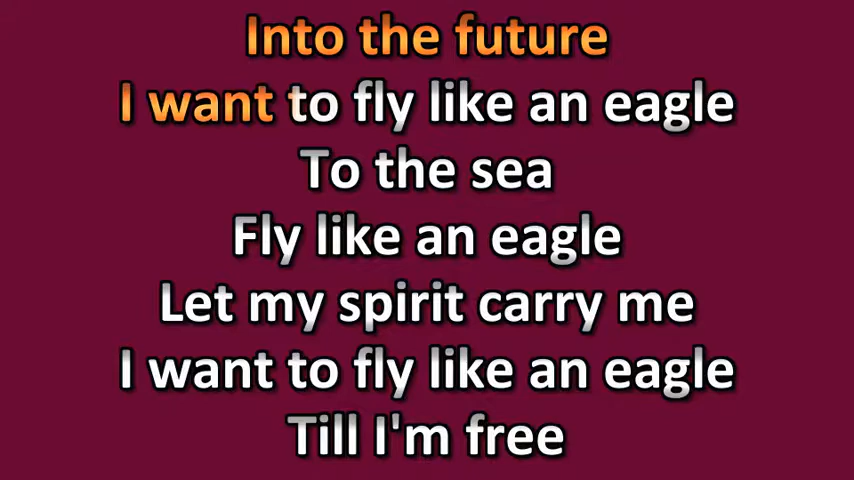 Into the future
I want to fly like an eagle
To the sea
Fly like an eagle
Let my spirit carry me
I want to fly like an eagle
Till I'm free